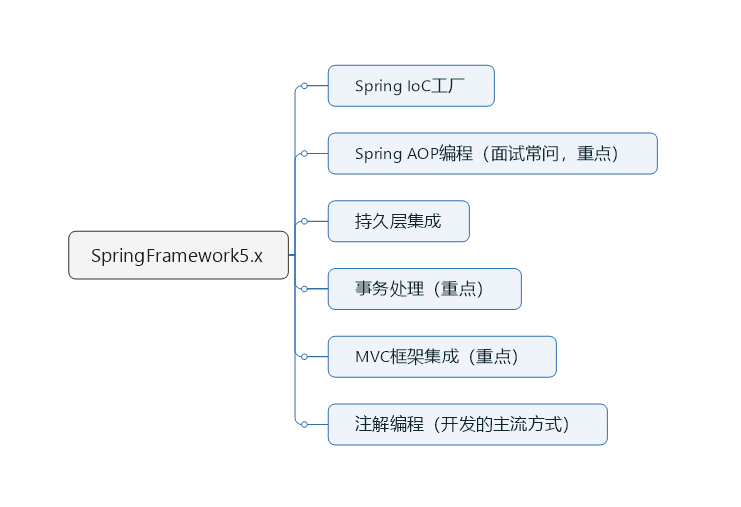 SpringFramework5.x
Spring IoC工厂
Spring AOP编程（面试常问，重点）
持久层集成
事务处理（重点）
MVC框架集成（重点）
注解编程（开发的主流方式）